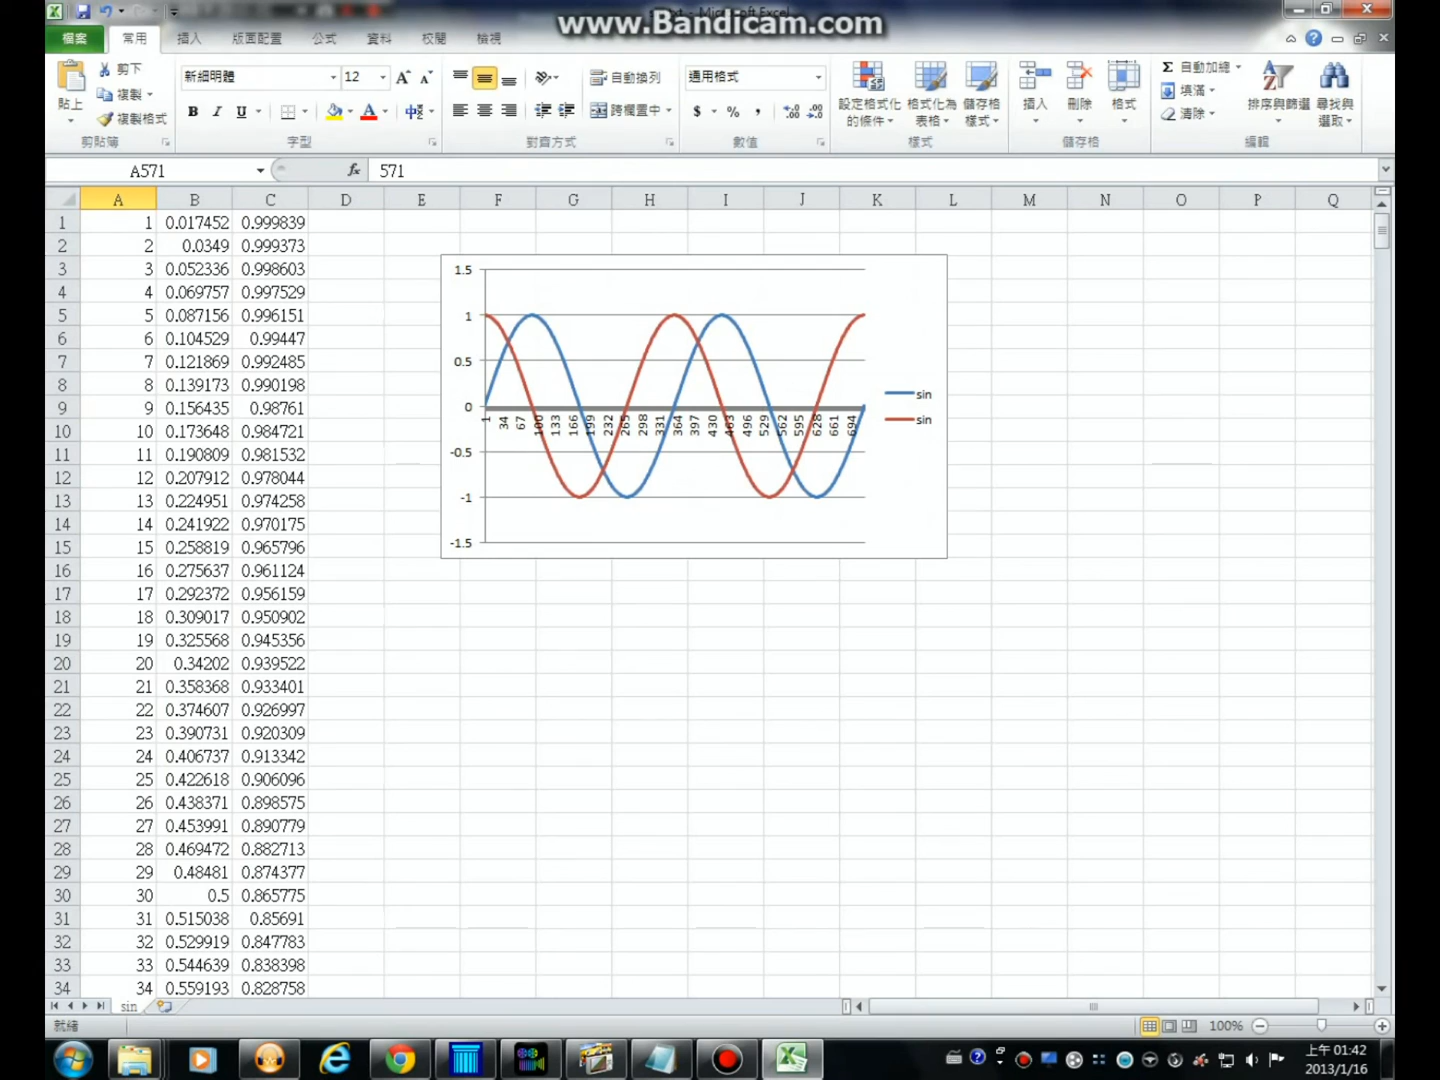 www.Bandicam.com
檔案 常用 插入 版面配置 公式 資料 校閱 檢視
剪下 新細明體 12 自動換列 通用格式 自動加總
貼上 複製 B I U 跨欄置中 $ % 設定格式化的條件 格式化為表格 儲存格樣式 插入 刪除 格式 填滿 排序與篩選 尋找與選取
複製格式 清除
剪貼簿 字型 對齊方式 數值 樣式 儲存格 編輯
A571 fx 571
A B C D E F G H I J K L M N O P Q
1 1 0.017452 0.999839
2 2 0.0349 0.999373
3 3 0.052336 0.998603
4 4 0.069757 0.997529
5 5 0.087156 0.996151
6 6 0.104529 0.99447
7 7 0.121869 0.992485
8 8 0.139173 0.990198
9 9 0.156435 0.98761
10 10 0.173648 0.984721
11 11 0.190809 0.981532
12 12 0.207912 0.978044
13 13 0.224951 0.974258
14 14 0.241922 0.970175
15 15 0.258819 0.965796
16 16 0.275637 0.961124
17 17 0.292372 0.956159
18 18 0.309017 0.950902
19 19 0.325568 0.945356
20 20 0.34202 0.939522
21 21 0.358368 0.933401
22 22 0.374607 0.926997
23 23 0.390731 0.920309
24 24 0.406737 0.913342
25 25 0.422618 0.906096
26 26 0.438371 0.898575
27 27 0.453991 0.890779
28 28 0.469472 0.882713
29 29 0.48481 0.874377
30 30 0.5 0.865775
31 31 0.515038 0.85691
32 32 0.529919 0.847783
33 33 0.544639 0.838398
34 34 0.559193 0.828758
1.5
1
0.5
0
-0.5
-1
-1.5
1 34 67 100 133 166 199 232 265 298 331 364 397 430 463 496 529 562 595 628 661 694
sin
sin
sin
就緒 100%
上午 01:42
2013/1/16